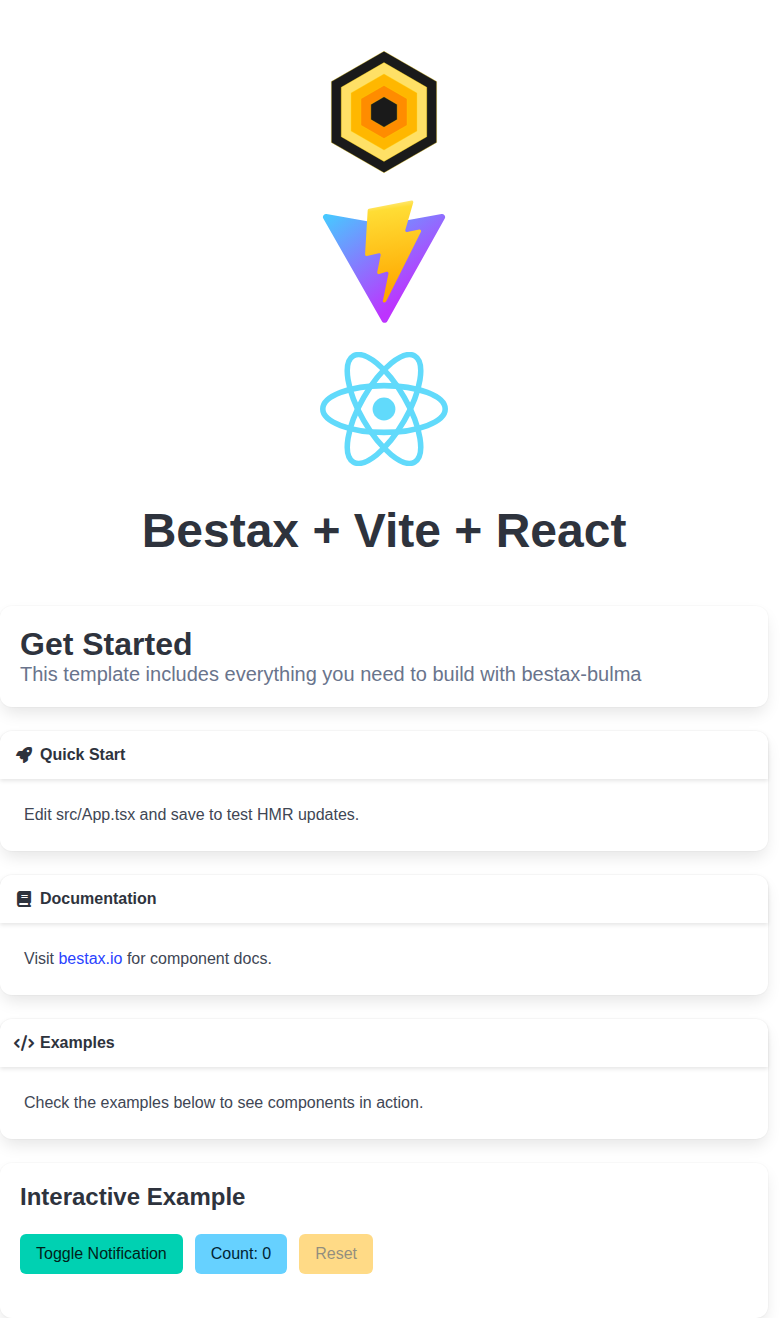 Bestax + Vite + React
Get Started
This template includes everything you need to build with bestax-bulma
Quick Start
Edit src/App.tsx and save to test HMR updates.
Documentation
Visit bestax.io for component docs.
Examples
Check the examples below to see components in action.
Interactive Example
Toggle Notification Count: 0 Reset